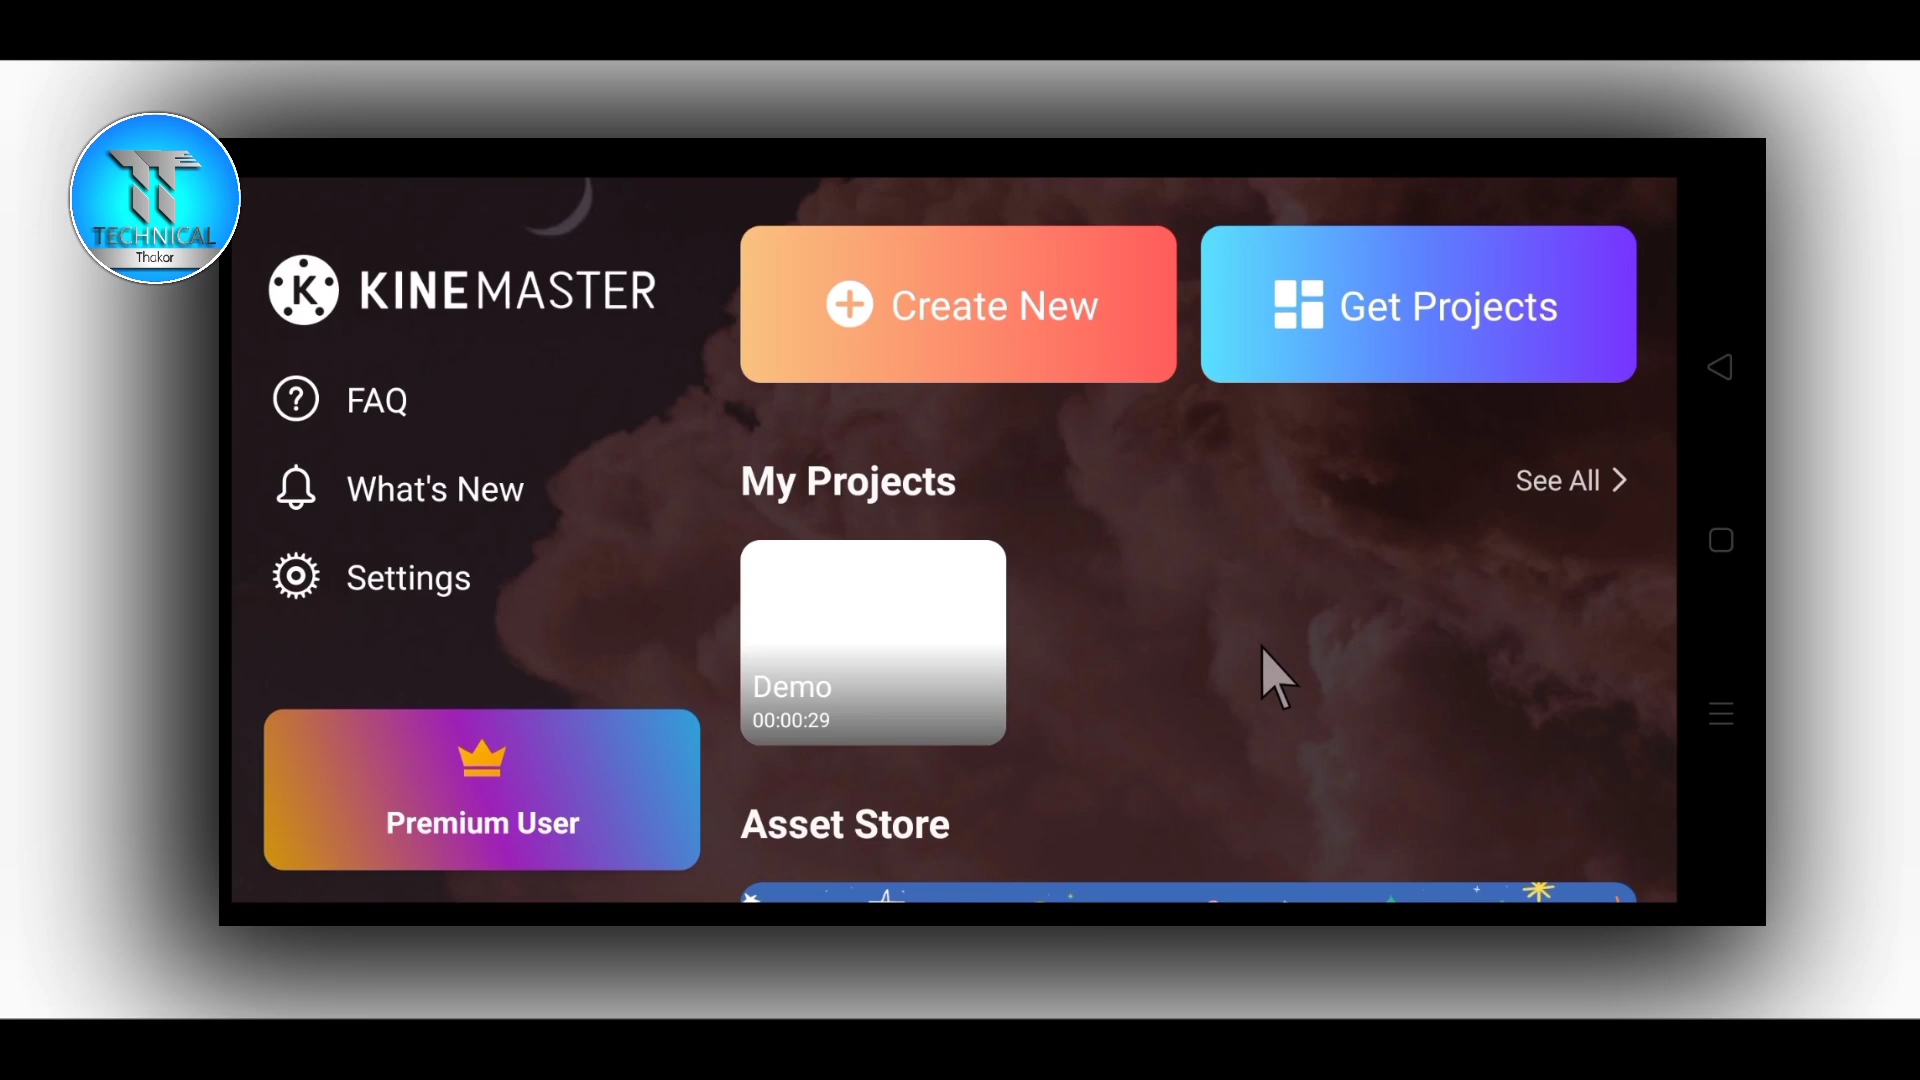 TECHNICAL
Thakor
K KINEMASTER
FAQ
What's New
Settings
Premium User
Create New
Get Projects
My Projects
See All
Demo
00:00:29
Asset Store